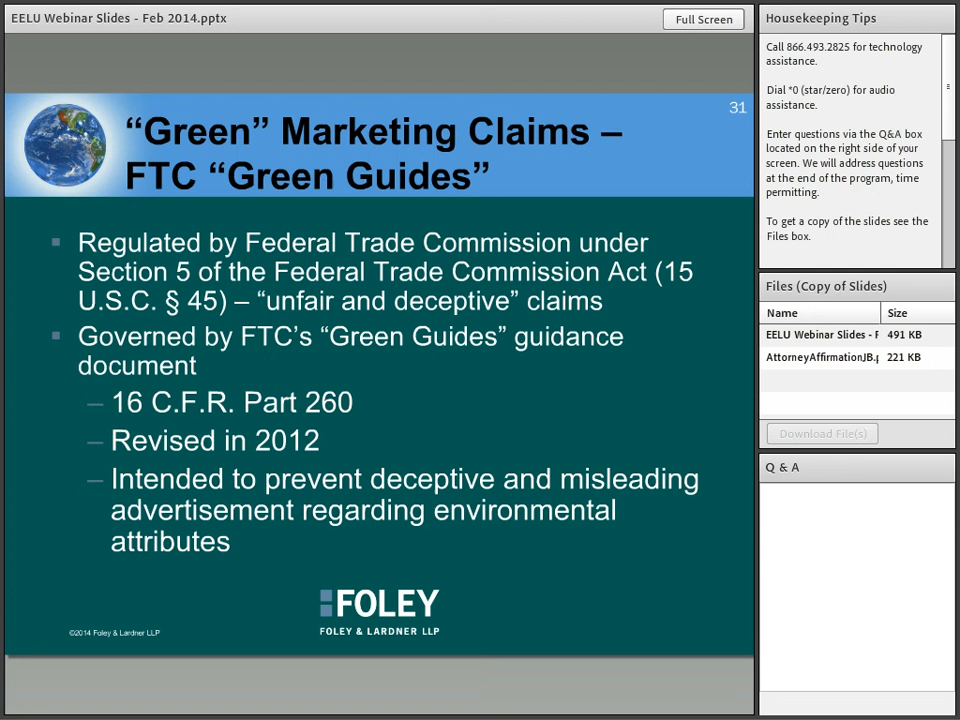 EELU Webinar Slides - Feb 2014.pptx
Full Screen
31
“Green” Marketing Claims –
FTC “Green Guides”
Regulated by Federal Trade Commission under
Section 5 of the Federal Trade Commission Act (15
U.S.C. § 45) – “unfair and deceptive” claims
Governed by FTC’s “Green Guides” guidance
document
– 16 C.F.R. Part 260
– Revised in 2012
– Intended to prevent deceptive and misleading
advertisement regarding environmental
attributes
FOLEY
FOLEY & LARDNER LLP
©2014 Foley & Lardner LLP
Housekeeping Tips
Call 866.493.2825 for technology
assistance.
Dial *0 (star/zero) for audio
assistance.
Enter questions via the Q&A box
located on the right side of your
screen. We will address questions
at the end of the program, time
permitting.
To get a copy of the slides see the
Files box.
Files (Copy of Slides)
Name Size
EELU Webinar Slides - F 491 KB
AttorneyAffirmationJB.p 221 KB
Download File(s)
Q & A